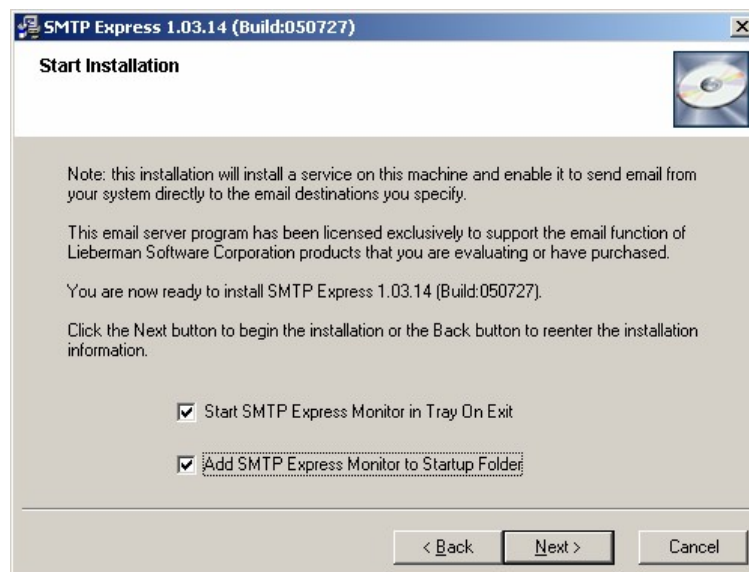 SMTP Express 1.03.14 (Build:050727)
Start Installation
Note: this installation will install a service on this machine and enable it to send email from
your system directly to the email destinations you specify.
This email server program has been licensed exclusively to support the email function of
Lieberman Software Corporation products that you are evaluating or have purchased.
You are now ready to install SMTP Express 1.03.14 (Build:050727).
Click the Next button to begin the installation or the Back button to reenter the installation
information.
Start SMTP Express Monitor in Tray On Exit
Add SMTP Express Monitor to Startup Folder
< Back
Next >
Cancel